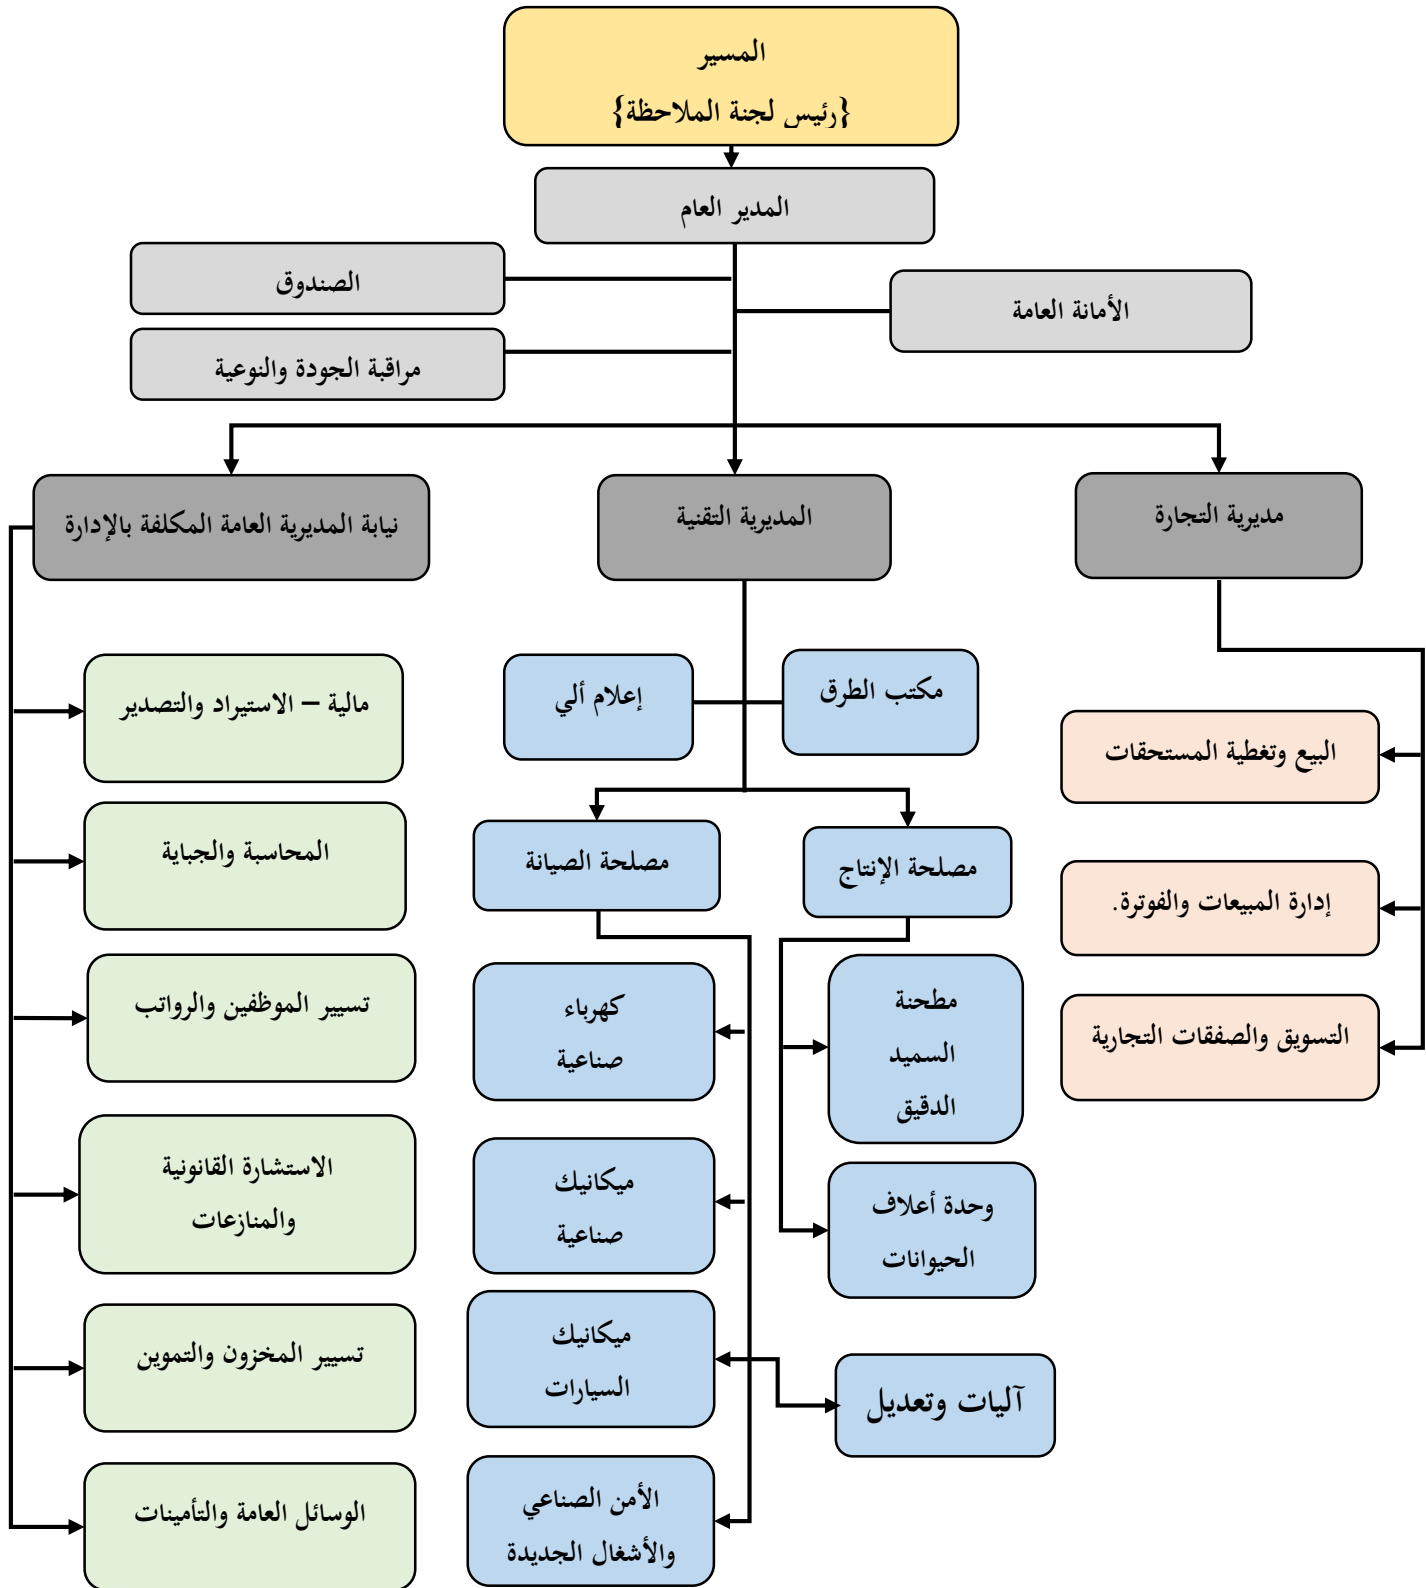 المسير
{رئيس لجنة الملاحظة}
المدير العام
الصندوق
الأمانة العامة
مراقبة الجودة والنوعية
مديرية التجارة
المديرية التقنية
نيابة المديرية العامة المكلفة بالإدارة
مكتب الطرق
إعلام ألي
مالية – الاستيراد والتصدير
البيع وتغطية المستحقات
مصلحة الإنتاج
مصلحة الصيانة
المحاسبة والجباية
إدارة المبيعات والفوترة.
مطحنة
السميد
الدقيق
كهرباء
صناعية
تسيير الموظفين والرواتب
التسويق والصفقات التجارية
وحدة أعلاف
الحيوانات
ميكانيك
صناعية
الاستشارة القانونية
والمنازعات
آليات وتعديل
ميكانيك
السيارات
تسيير المخزون والتموين
الأمن الصناعي
والأشغال الجديدة
الوسائل العامة والتأمينات